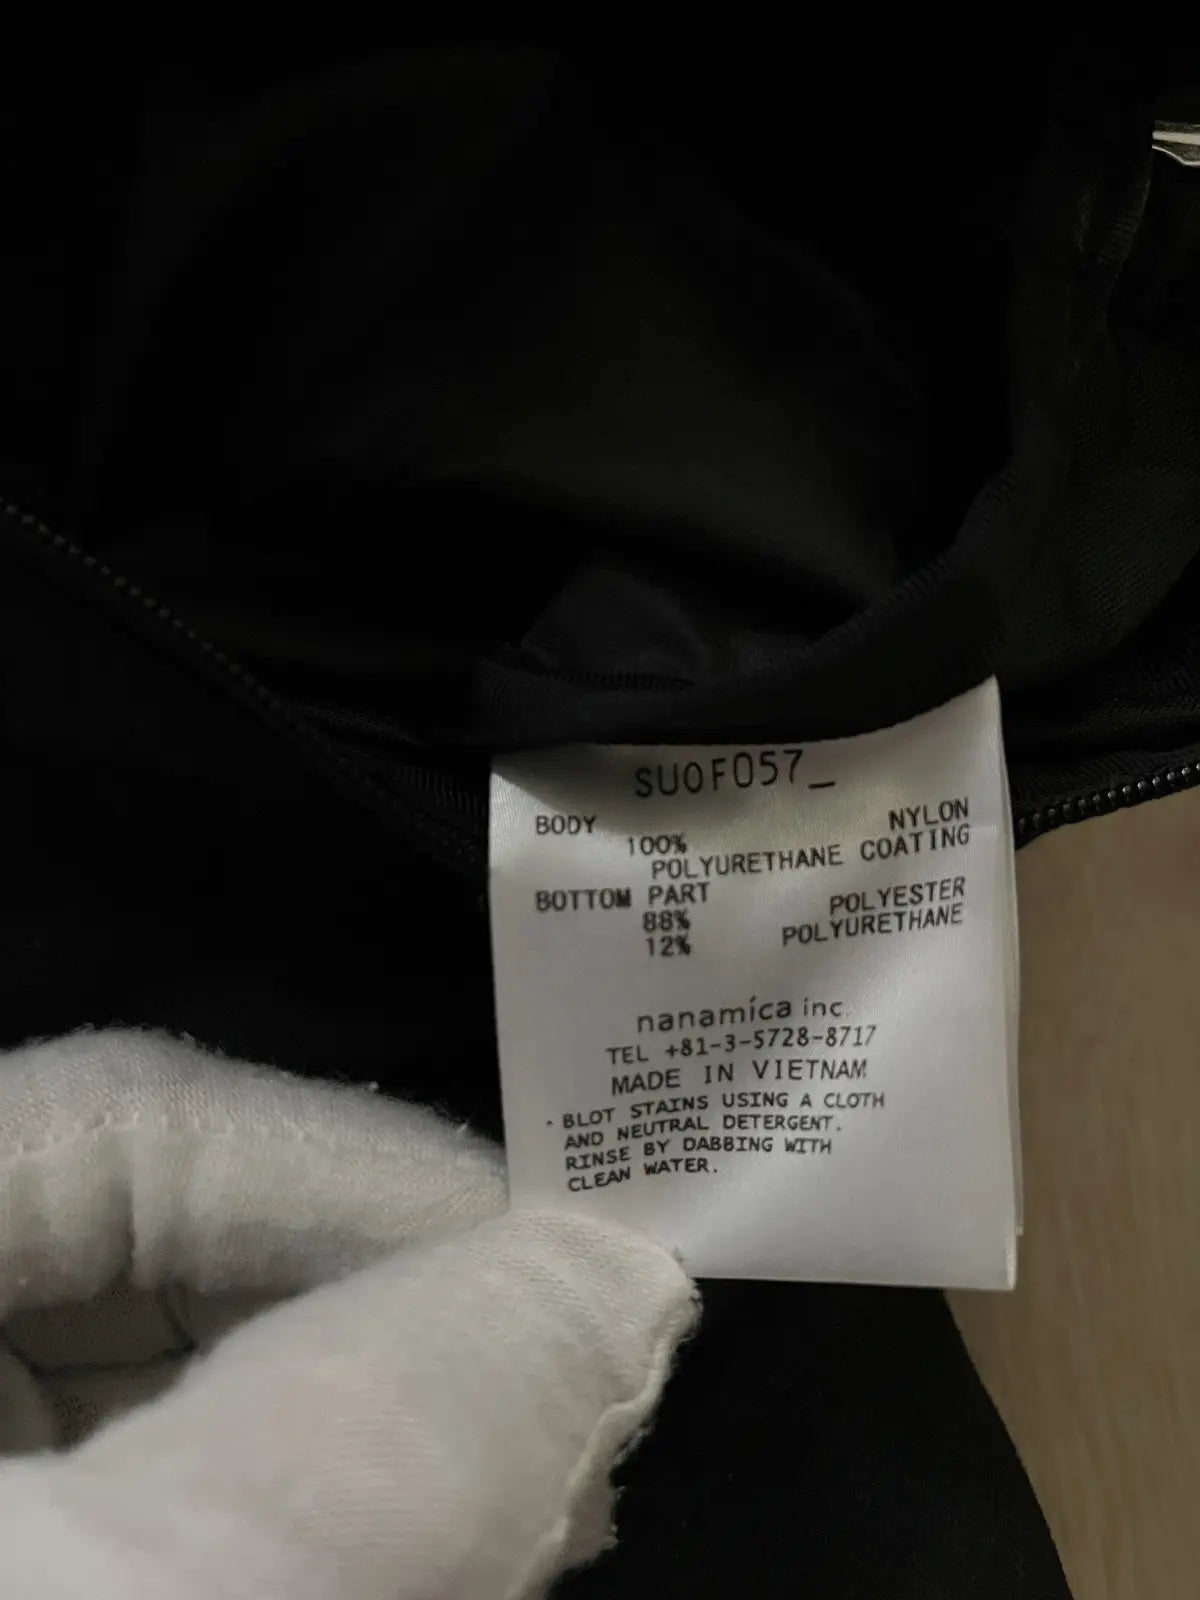 SUOF057_
BODY
NYLON
100%
POLYURETHANE COATING
BOTTOM PART
POLYESTER
88%
POLYURETHANE
12%
nanamica inc.
TEL +81-3-5728-8717
MADE IN VIETNAM
· BLOT STAINS USING A CLOTH
AND NEUTRAL DETERGENT.
RINSE BY DABBING WITH
CLEAN WATER.